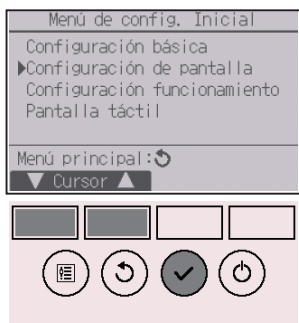 Menú de config. Inicial
Configuración básica
▶Configuración de pantalla
Configuración funcionamiento
Pantalla táctil
Menú principal:
▼ Cursor ▲